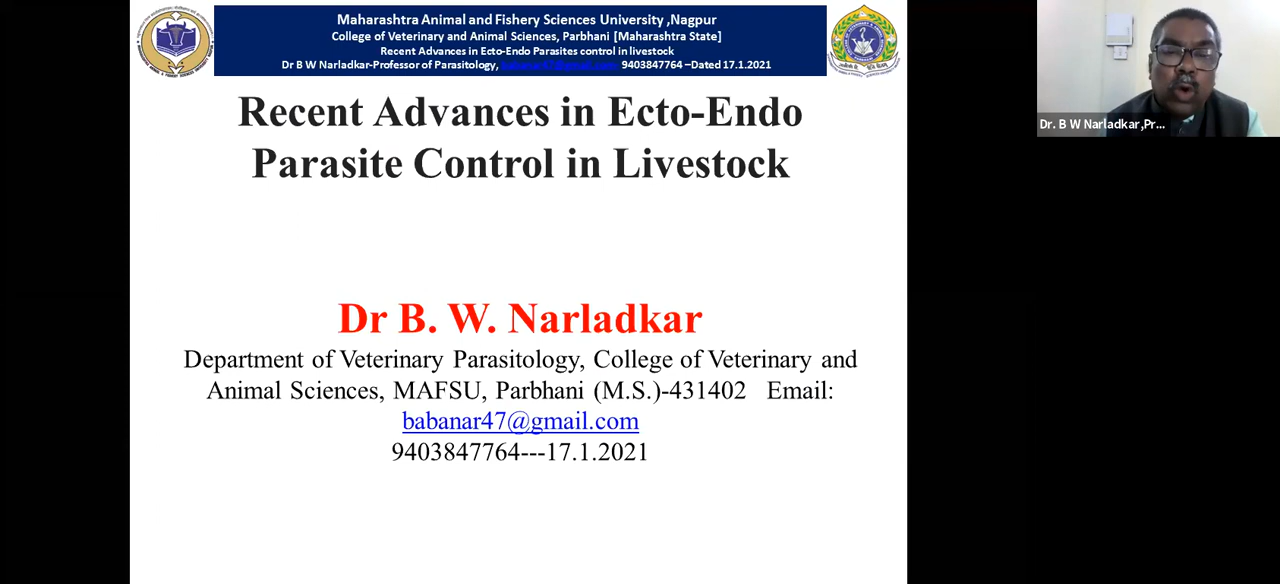 Maharashtra Animal and Fishery Sciences University ,Nagpur
College of Veterinary and Animal Sciences, Parbhani [Maharashtra State]
Recent Advances in Ecto-Endo Parasites control in livestock
Dr B W Narladkar-Professor of Parasitology, babanar47@gmail.com 9403847764 –Dated 17.1.2021
Recent Advances in Ecto-Endo
Parasite Control in Livestock
Dr B. W. Narladkar
Department of Veterinary Parasitology, College of Veterinary and
Animal Sciences, MAFSU, Parbhani (M.S.)-431402 Email:
babanar47@gmail.com
9403847764---17.1.2021
Dr. B W Narladkar,Pr...